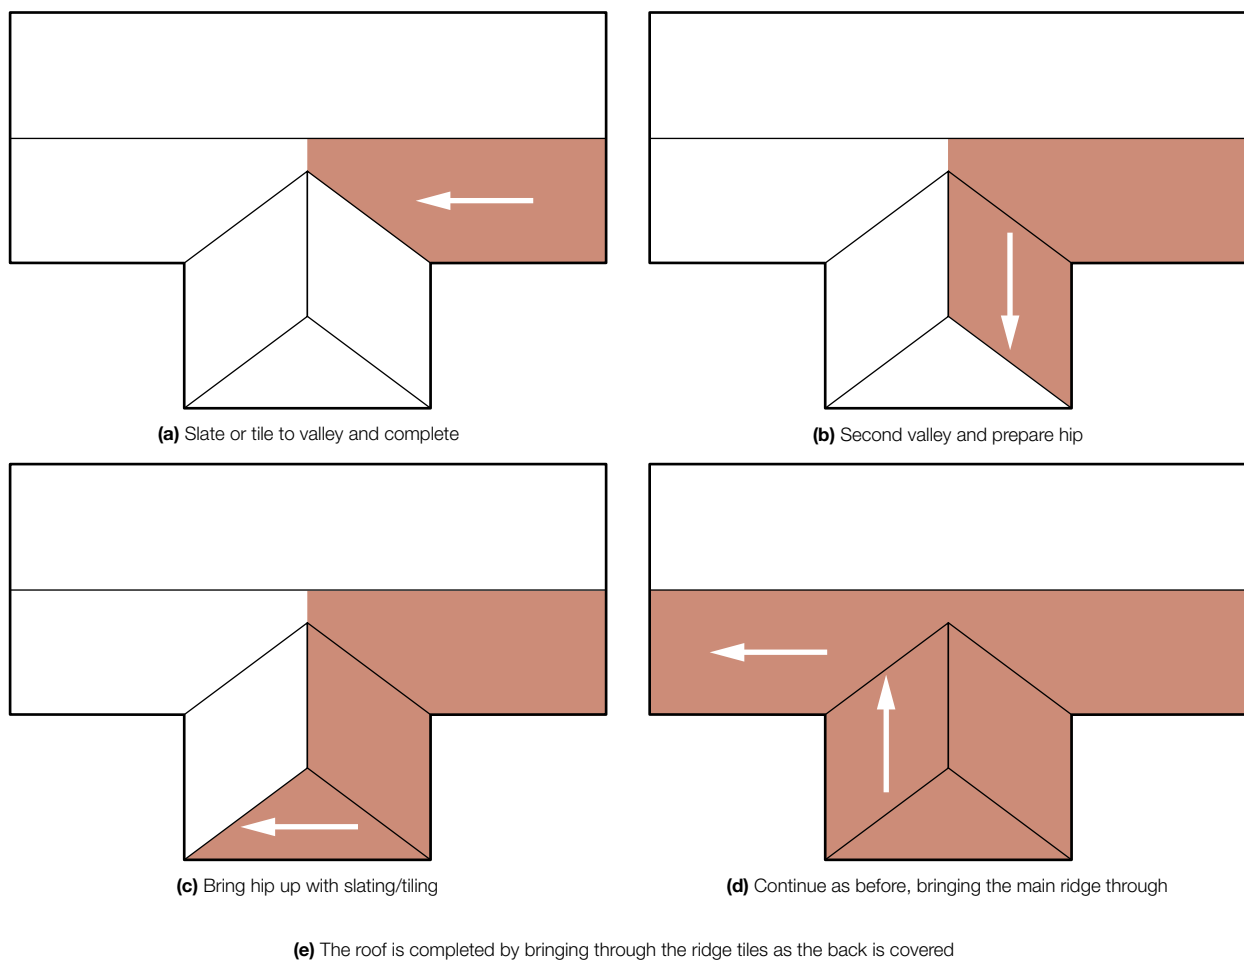 (a) Slate or tile to valley and complete
(b) Second valley and prepare hip
(c) Bring hip up with slating/tiling
(d) Continue as before, bringing the main ridge through
(e) The roof is completed by bringing through the ridge tiles as the back is covered